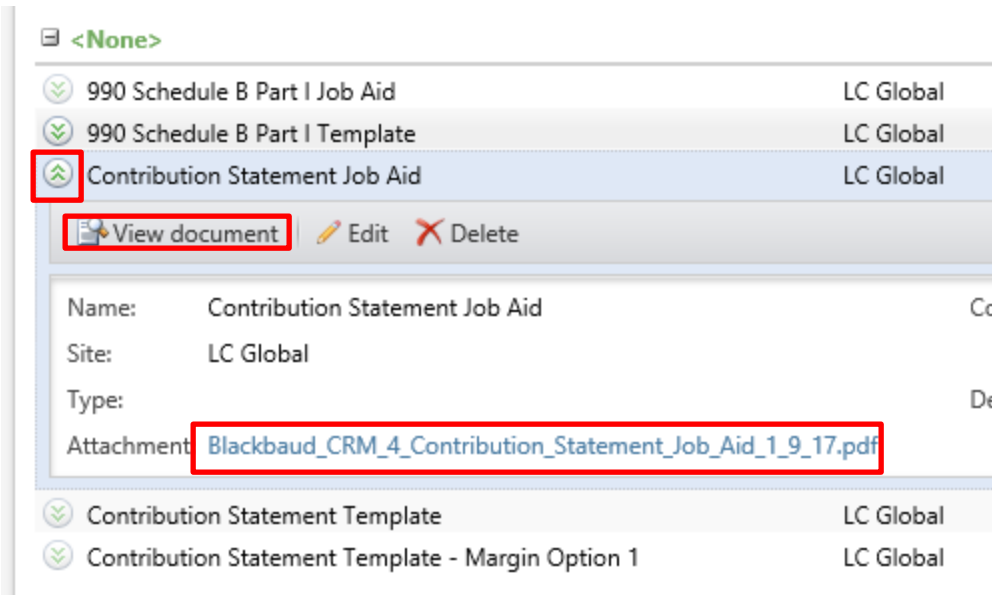 <None>
990 Schedule B Part I Job Aid LC Global
990 Schedule B Part I Template LC Global
Contribution Statement Job Aid LC Global
View document Edit Delete
Name: Contribution Statement Job Aid
Site: LC Global
Type:
Attachment Blackbaud_CRM_4_Contribution_Statement_Job_Aid_1_9_17.pdf
Contribution Statement Template LC Global
Contribution Statement Template - Margin Option 1 LC Global